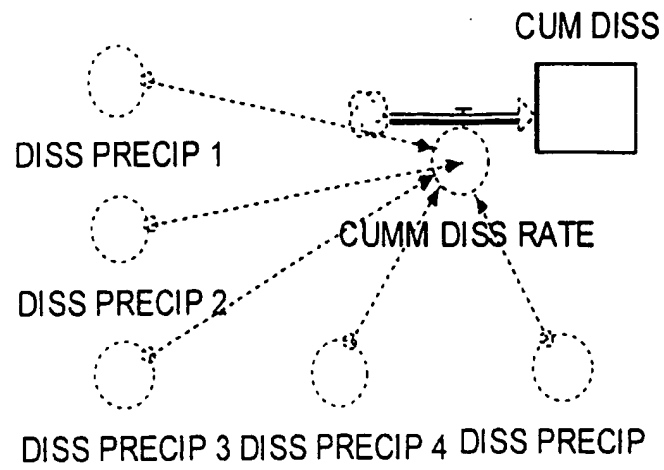 CUM DISS
DISS PRECIP 1
CUMM DISS RATE
DISS PRECIP 2
DISS PRECIP 3 DISS PRECIP 4 DISS PRECIP